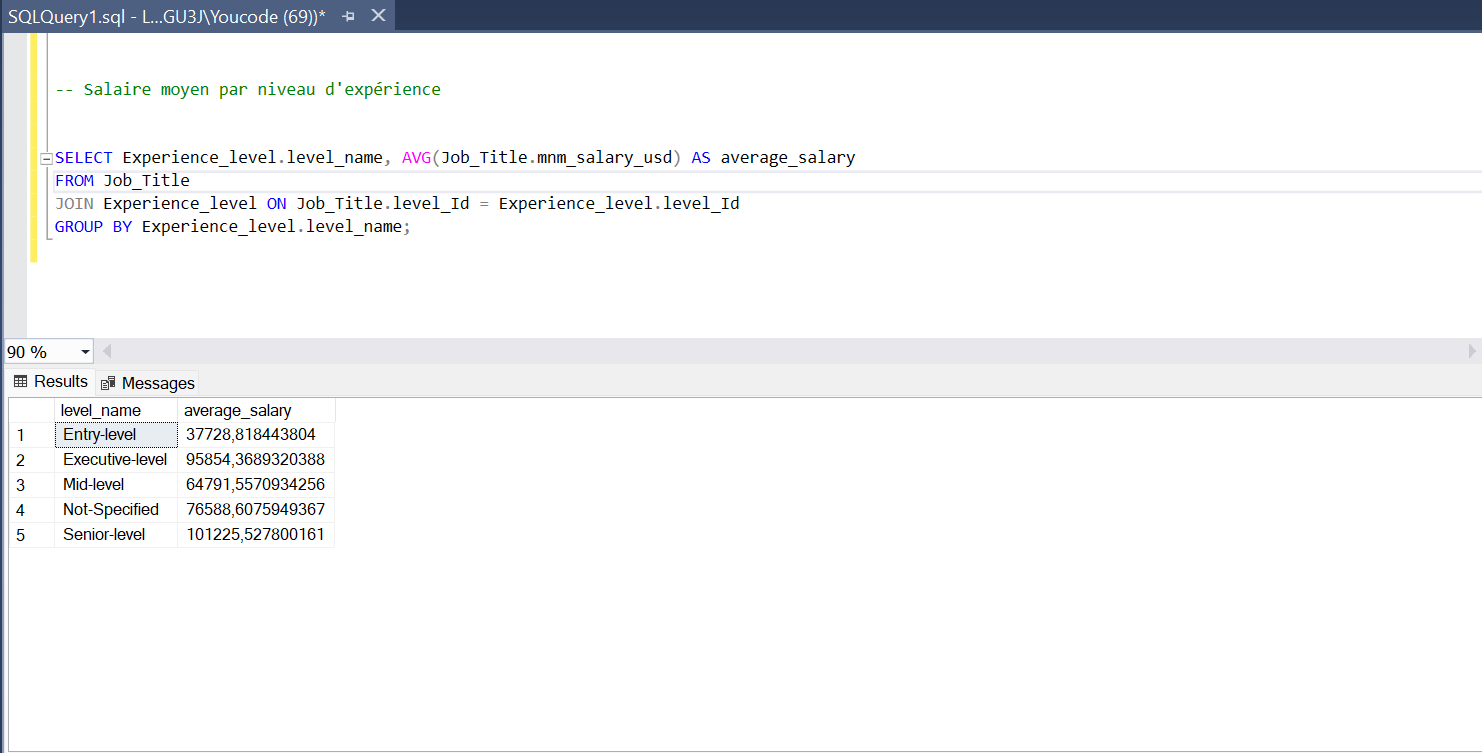 SQLQuery1.sql - L...GU3J\Youcode (69))*
-- Salaire moyen par niveau d'expérience
SELECT Experience_level.level_name, AVG(Job_Title.mnm_salary_usd) AS average_salary
FROM Job_Title
JOIN Experience_level ON Job_Title.level_Id = Experience_level.level_Id
GROUP BY Experience_level.level_name;
90 %
Results Messages
level_name average_salary
1 Entry-level 37728,818443804
2 Executive-level 95854,3689320388
3 Mid-level 64791,5570934256
4 Not-Specified 76588,6075949367
5 Senior-level 101225,527800161